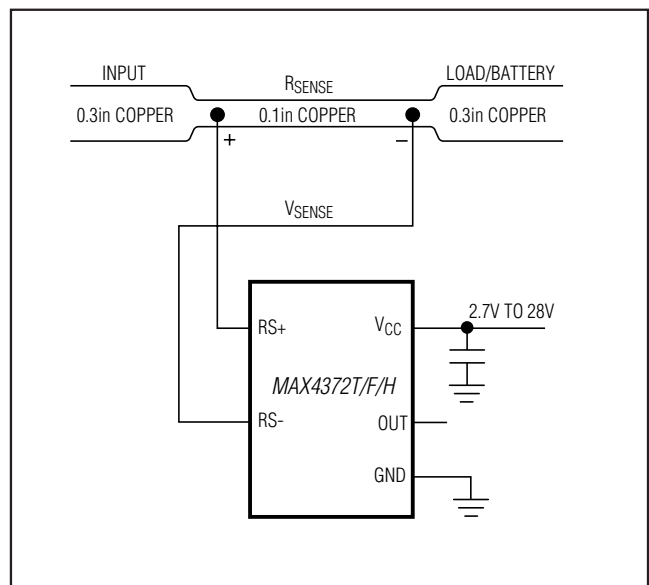 INPUT RSENSE LOAD/BATTERY
0.3in COPPER 0.1in COPPER 0.3in COPPER
+ −
VSENSE
2.7V TO 28V
RS+ VCC
MAX4372T/F/H
RS- OUT
GND